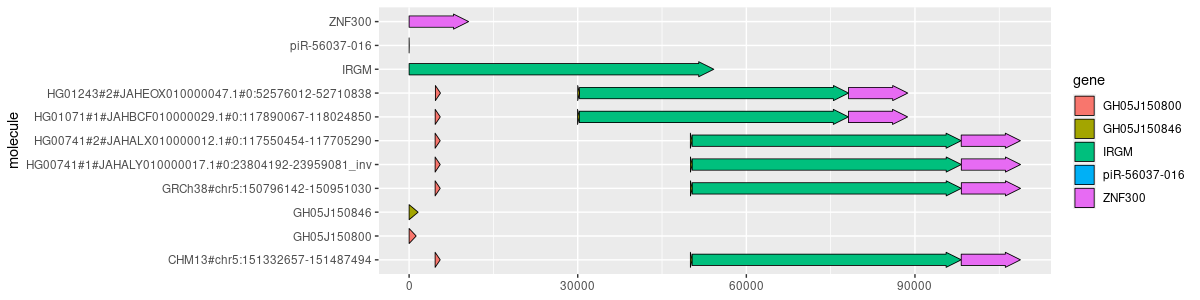 molecule
ZNF300
piR-56037-016
IRGM
HG01243#2#JAHEOX010000047.1#0:52576012-52710838
HG01071#1#JAHBCF010000029.1#0:117890067-118024850
HG00741#2#JAHALX010000012.1#0:117550454-117705290
HG00741#1#JAHALY010000017.1#0:23804192-23959081_inv
GRCh38#chr5:150796142-150951030
GH05J150846
GH05J150800
CHM13#chr5:151332657-151487494
0
30000
60000
90000
gene
GH05J150800
GH05J150846
IRGM
piR-56037-016
ZNF300